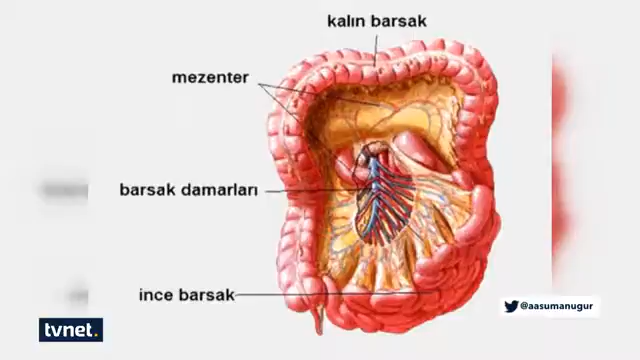 kalın barsak
mezenter
barsak damarları
ince barsak
@aasumanugur
tvnet.